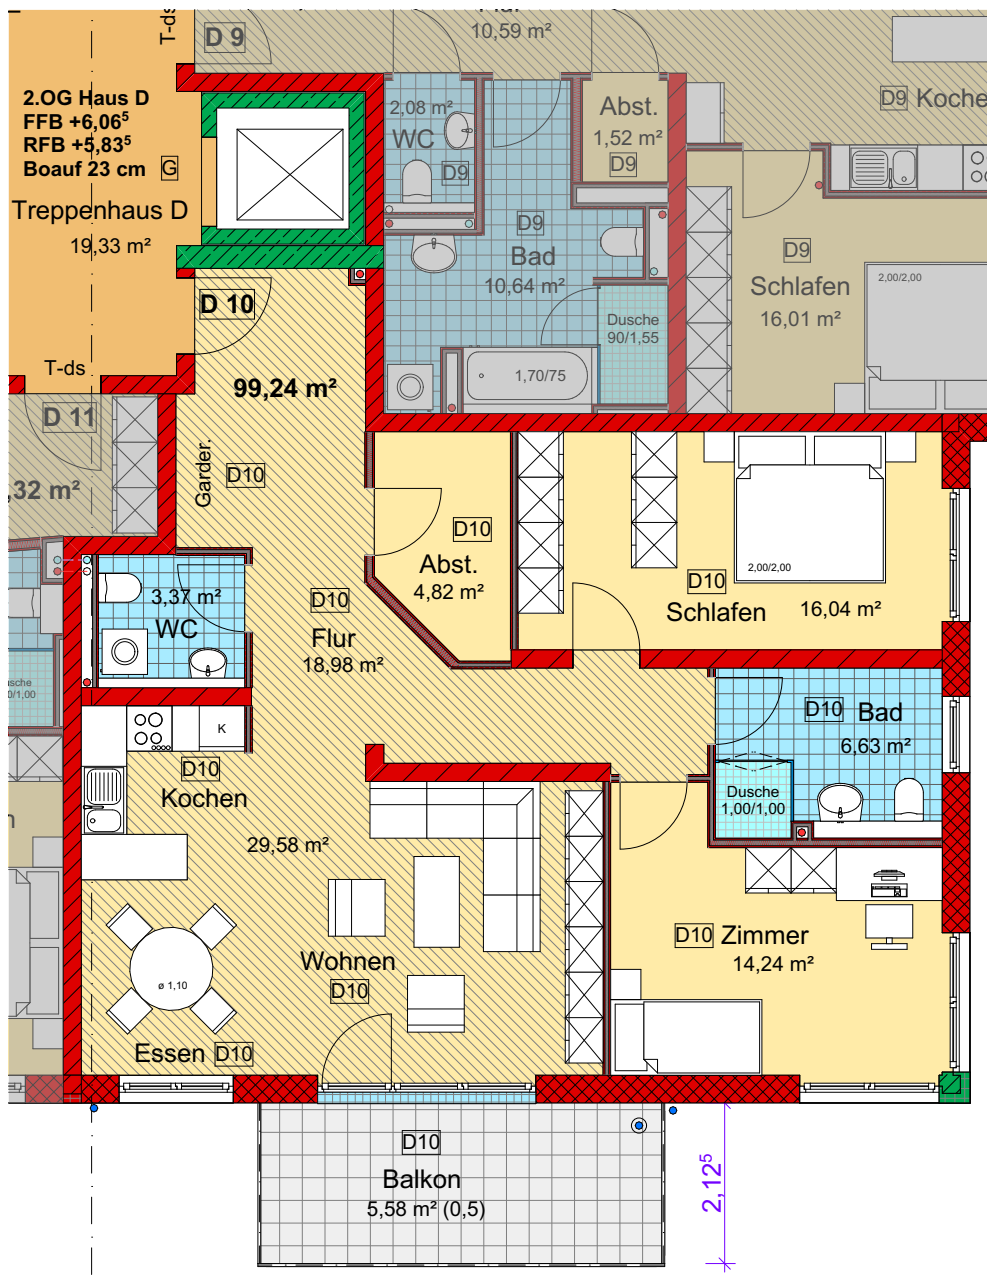 T-ds
D 9
10,59 m²
2.OG Haus D
FFB +6,06⁵
RFB +5,83⁵
Boauf 23 cm
G
Treppenhaus D
19,33 m²
2,08 m²
WC
D9
Abst.
1,52 m²
D9
D9
Koche
D9
Bad
10,64 m²
D9
Schlafen
16,01 m²
2,00/2,00
Dusche
90/1,55
1,70/75
D 10
T-ds
99,24 m²
D 11
,32 m²
Garder.
D10
D10
Abst.
4,82 m²
2,00/2,00
D10
Schlafen
16,04 m²
3,37 m²
WC
D10
Flur
18,98 m²
0/1,00
K
D10
Kochen
29,58 m²
D10
Bad
6,63 m²
Dusche
1,00/1,00
n
D10
Zimmer
14,24 m²
Wohnen
D10
ø 1,10
Essen
D10
D10
Balkon
5,58 m² (0,5)
2,12⁵